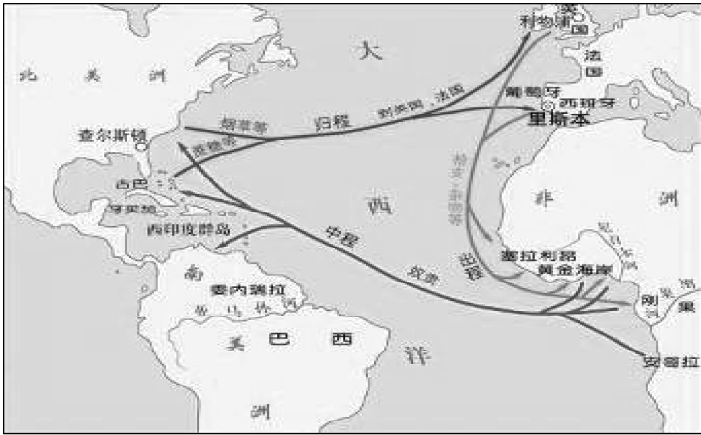 英国
利物浦
大
北 美 洲
法国
葡萄牙
西班牙
里斯本
到英国、法国
归程
烟草等
查尔斯顿
古巴
牙买加
西印度群岛
西
非 洲
中程
奴隶
出程
塞拉利昂
黄金海岸
尼日利亚
南
委内瑞拉
刚果
美
巴 西
洋
安哥拉
洲